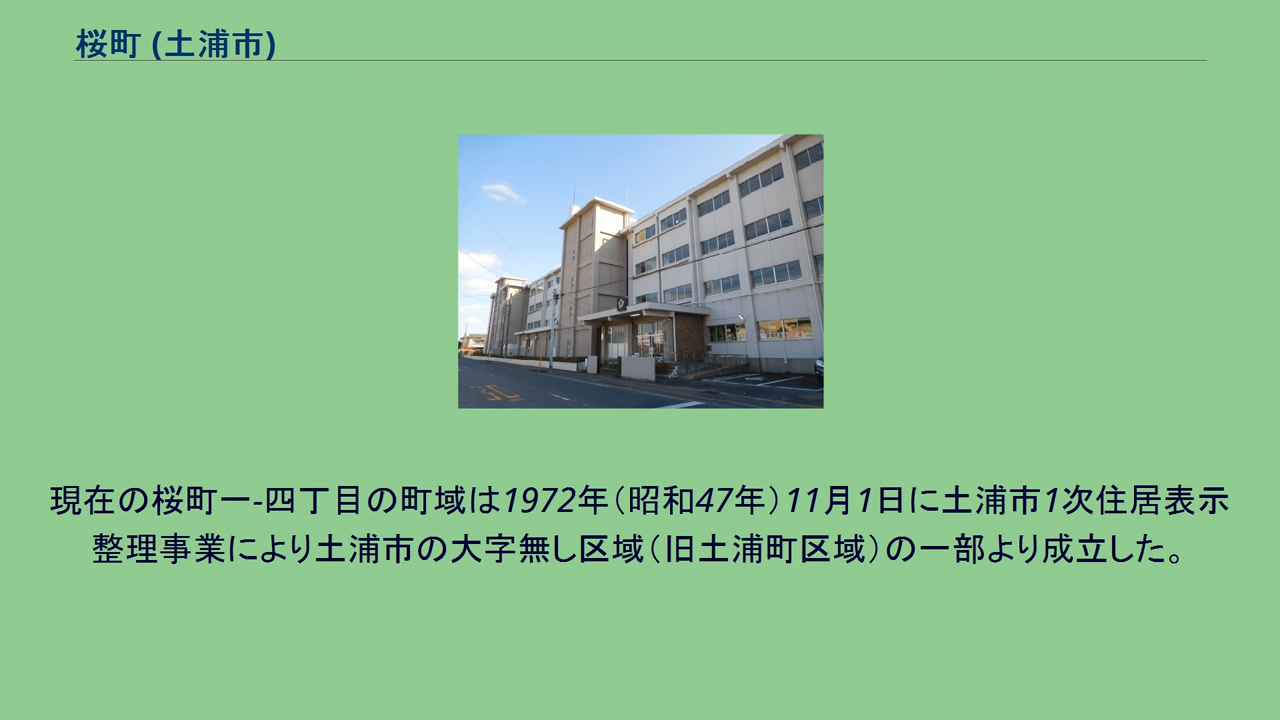 桜町 (土浦市)
現在の桜町一-四丁目の町域は1972年（昭和47年）11月1日に土浦市1次住居表示
整理事業により土浦市の大字無し区域（旧土浦町区域）の一部より成立した。